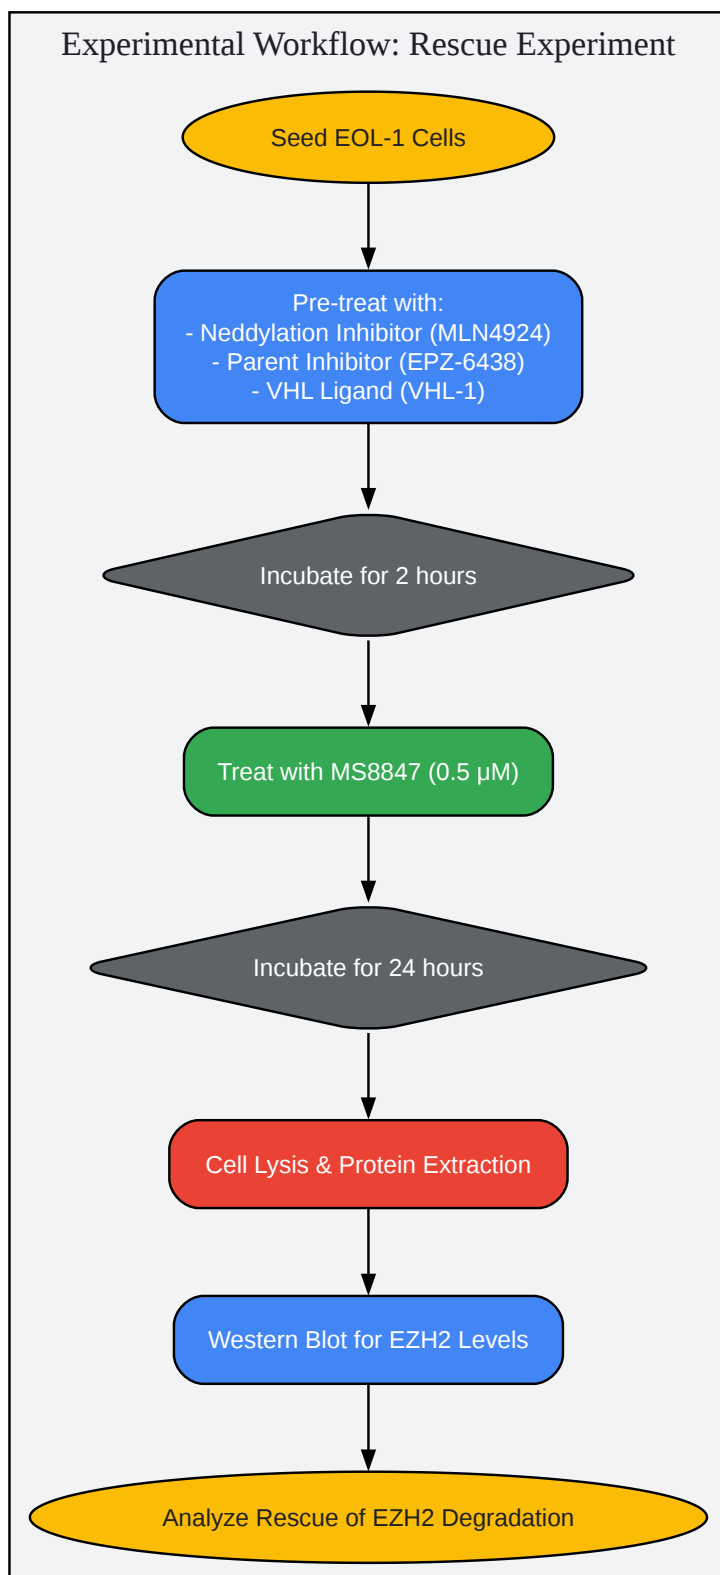 Experimental Workflow: Rescue Experiment
Seed EOL-1 Cells
Pre-treat with:
- Neddylation Inhibitor (MLN4924)
- Parent Inhibitor (EPZ-6438)
- VHL Ligand (VHL-1)
Incubate for 2 hours
Treat with MS8847 (0.5 μM)
Incubate for 24 hours
Cell Lysis & Protein Extraction
Western Blot for EZH2 Levels
Analyze Rescue of EZH2 Degradation